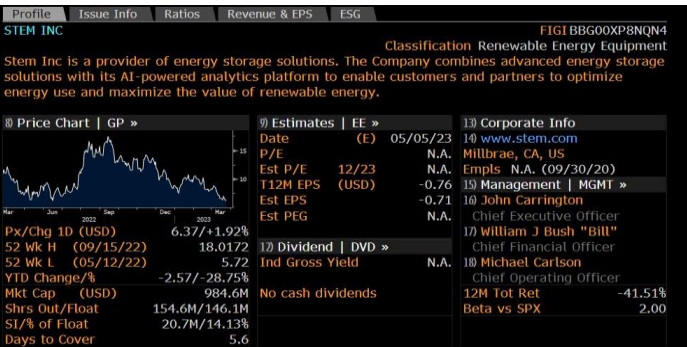 Profile Issue Info Ratios Revenue & EPS ESG
STEM INC FIGI BBG00XP8NQN4
Classification Renewable Energy Equipment
Stem Inc is a provider of energy storage solutions. The Company combines advanced energy storage
solutions with its AI-powered analytics platform to enable customers and partners to optimize
energy use and maximize the value of renewable energy.
8) Price Chart | GP »
15
10
Mar Jun Sep Dec Mar
2022 2023
Px/Chg 1D (USD) 6.37/+1.92%
52 Wk H (09/15/22) 18.0172
52 Wk L (05/12/22) 5.72
YTD Change/% -2.57/-28.75%
Mkt Cap (USD) 984.6M
Shrs Out/Float 154.6M/146.1M
SI/% of Float 20.7M/14.13%
Days to Cover 5.6
9) Estimates | EE »
Date (E) 05/05/23
P/E N.A.
Est P/E 12/23 N.A.
T12M EPS (USD) -0.76
Est EPS -0.71
Est PEG N.A.
12) Dividend | DVD »
Ind Gross Yield N.A.
No cash dividends
13) Corporate Info
14) www.stem.com
Millbrae, CA, US
Empls N.A. (09/30/20)
15) Management | MGMT »
16) John Carrington
Chief Executive Officer
17) William J Bush "Bill"
Chief Financial Officer
18) Michael Carlson
Chief Operating Officer
12M Tot Ret -41.51%
Beta vs SPX 2.00